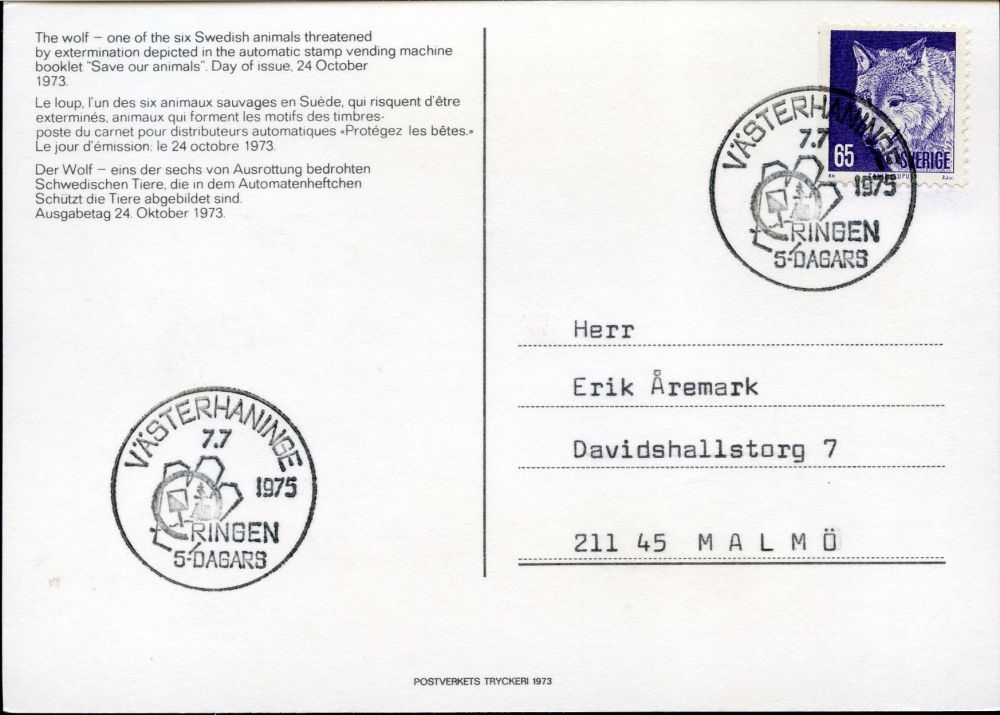 The wolf – one of the six Swedish animals threatened
by extermination depicted in the automatic stamp vending machine
booklet "Save our animals". Day of issue, 24 October
1973.
Le loup, l'un des six animaux sauvages en Suède, qui risquent d'être
exterminés, animaux qui forment les motifs des timbres-
poste du carnet pour distributeurs automatiques «Protégez les bêtes.»
Le jour d'émission: le 24 octobre 1973.
Der Wolf – eins der sechs von Ausrottung bedrohten
Schwedischen Tiere, die in dem Automatenheftchen
Schützt die Tiere abgebildet sind.
Ausgabetag 24. Oktober 1973.
65
SVERIGE
VÄSTERHANINGE
7.7
1975
RINGEN
5-DAGARS
Herr
Erik Åremark
Davidshallstorg 7
211 45 MALMÖ
VÄSTERHANINGE
7.7
1975
RINGEN
5-DAGARS
POSTVERKETS TRYCKERI 1973